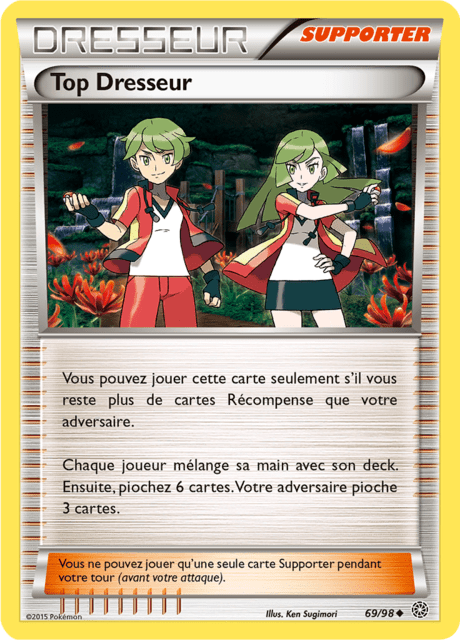 DRESSEUR
SUPPORTER
Top Dresseur
Vous pouvez jouer cette carte seulement s'il vous
reste plus de cartes Récompense que votre
adversaire.
Chaque joueur mélange sa main avec son deck.
Ensuite, piochez 6 cartes. Votre adversaire pioche
3 cartes.
Vous ne pouvez jouer qu'une seule carte Supporter pendant
votre tour (avant votre attaque).
©2015 Pokémon
Illus. Ken Sugimori
69/98